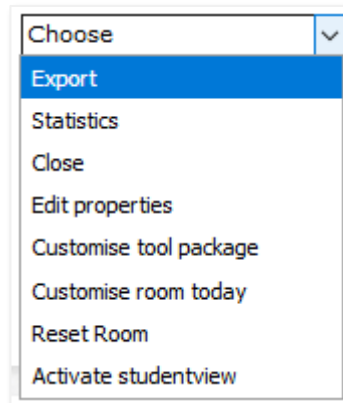 Choose
Export
Statistics
Close
Edit properties
Customise tool package
Customise room today
Reset Room
Activate studentview